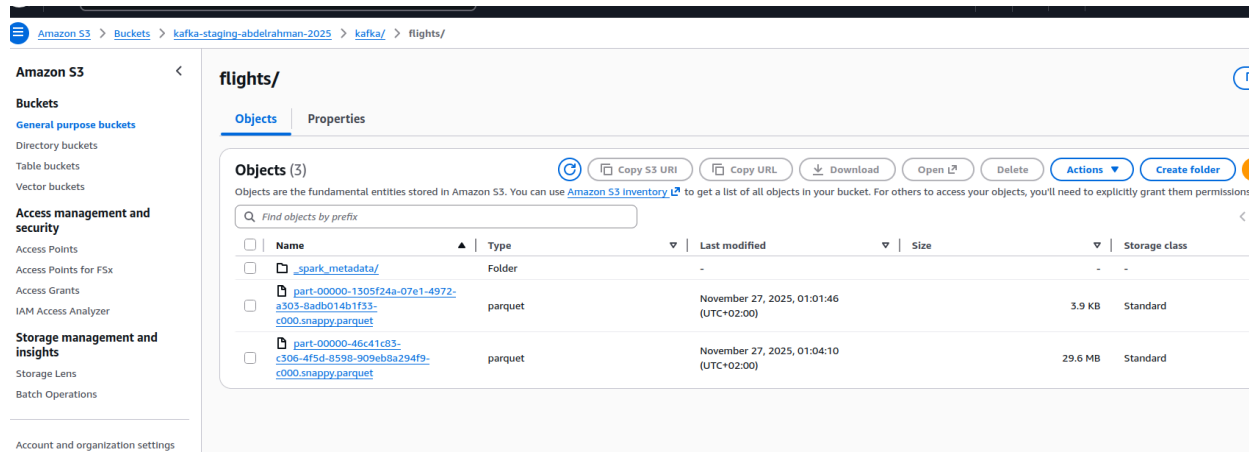 Amazon S3 > Buckets > kafka-staging-abdelrahman-2025 > kafka/ > flights/
Amazon S3
Buckets
General purpose buckets
Directory buckets
Table buckets
Vector buckets
Access management and
security
Access Points
Access Points for FSx
Access Grants
IAM Access Analyzer
Storage management and
insights
Storage Lens
Batch Operations
Account and organization settings
flights/
Objects Properties
Objects (3) Copy S3 URI Copy URL Download Open Delete Actions Create folder
Objects are the fundamental entities stored in Amazon S3. You can use Amazon S3 Inventory to get a list of all objects in your bucket. For others to access your objects, you'll need to explicitly grant them permissions
Find objects by prefix
Name Type Last modified Size Storage class
_spark_metadata/ Folder - - -
part-00000-1305f24a-07e1-4972-
a303-8adb014b1f33-
c000.snappy.parquet
parquet
November 27, 2025, 01:01:46
(UTC+02:00)
3.9 KB Standard
part-00000-46c41c83-
c306-4f5d-8598-909eb8a294f9-
c000.snappy.parquet
parquet
November 27, 2025, 01:04:10
(UTC+02:00)
29.6 MB Standard